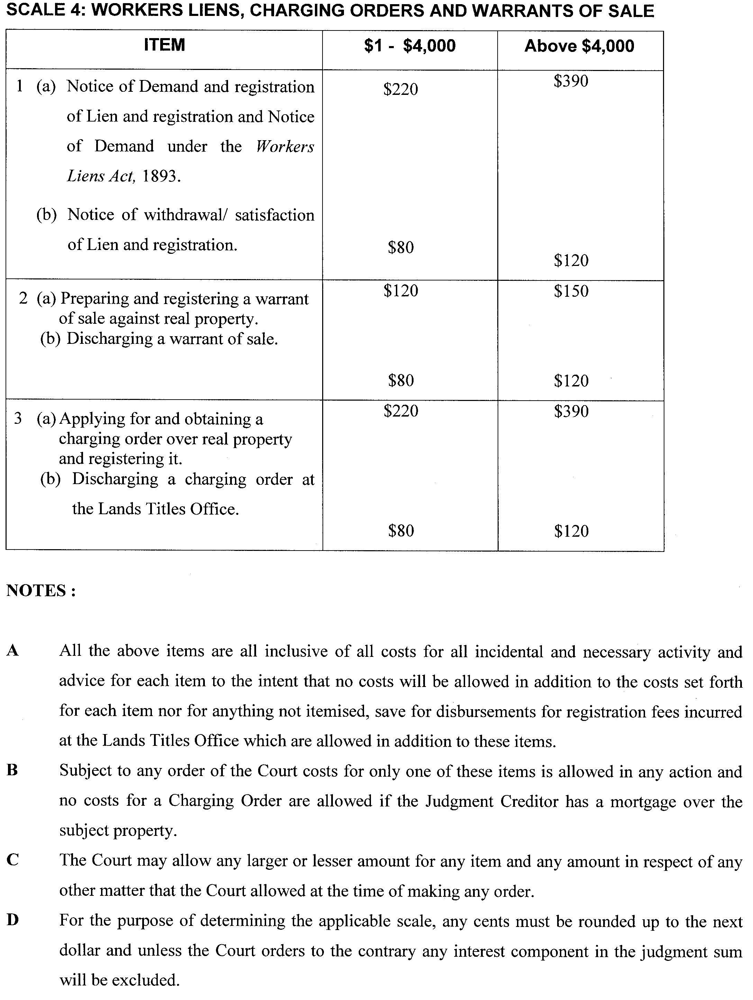 SCALE 4: WORKERS LIENS, CHARGING ORDERS AND WARRANTS OF SALE
ITEM $1 - $4,000 Above $4,000
1 (a) Notice of Demand and registration $220 $390
of Lien and registration and Notice
of Demand under the Workers
Liens Act, 1893.
(b) Notice of withdrawal/ satisfaction
of Lien and registration. $80
$120
2 (a) Preparing and registering a warrant $120 $150
of sale against real property.
(b) Discharging a warrant of sale.
$80 $120
3 (a) Applying for and obtaining a $220 $390
charging order over real property
and registering it.
(b) Discharging a charging order at
the Lands Titles Office.
$80 $120
NOTES :
A All the above items are all inclusive of all costs for all incidental and necessary activity and
advice for each item to the intent that no costs will be allowed in addition to the costs set forth
for each item nor for anything not itemised, save for disbursements for registration fees incurred
at the Lands Titles Office which are allowed in addition to these items.
B Subject to any order of the Court costs for only one of these items is allowed in any action and
no costs for a Charging Order are allowed if the Judgment Creditor has a mortgage over the
subject property.
C The Court may allow any larger or lesser amount for any item and any amount in respect of any
other matter that the Court allowed at the time of making any order.
D For the purpose of determining the applicable scale, any cents must be rounded up to the next
dollar and unless the Court orders to the contrary any interest component in the judgment sum
will be excluded.